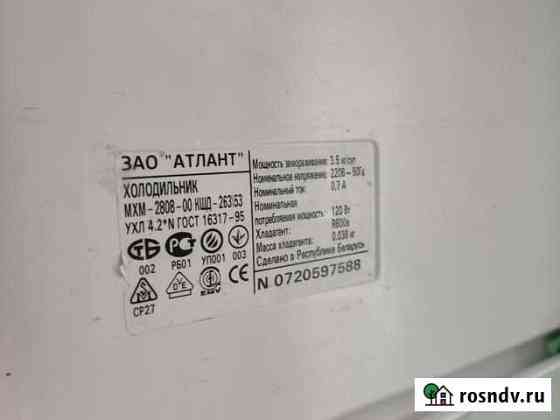 ЗАО "АТЛАНТ"
ХОЛОДИЛЬНИК
МХМ-2808-00 КШД-263/53
УХЛ 4.2*N ГОСТ 16317-95
002 РБ01 УП001 003
СР27
Мощность замораживания: 3.5 кг/сут
Номинальное напряжение: 220В~50Гц
Номинальный ток: 0,7 А
Номинальная
потребляемая мощность: 120 Вт
Хладагент: R600a
Масса хладагента: 0,038 кг
Сделано в Республике Беларусь
N 0720597588
rosndv.ru